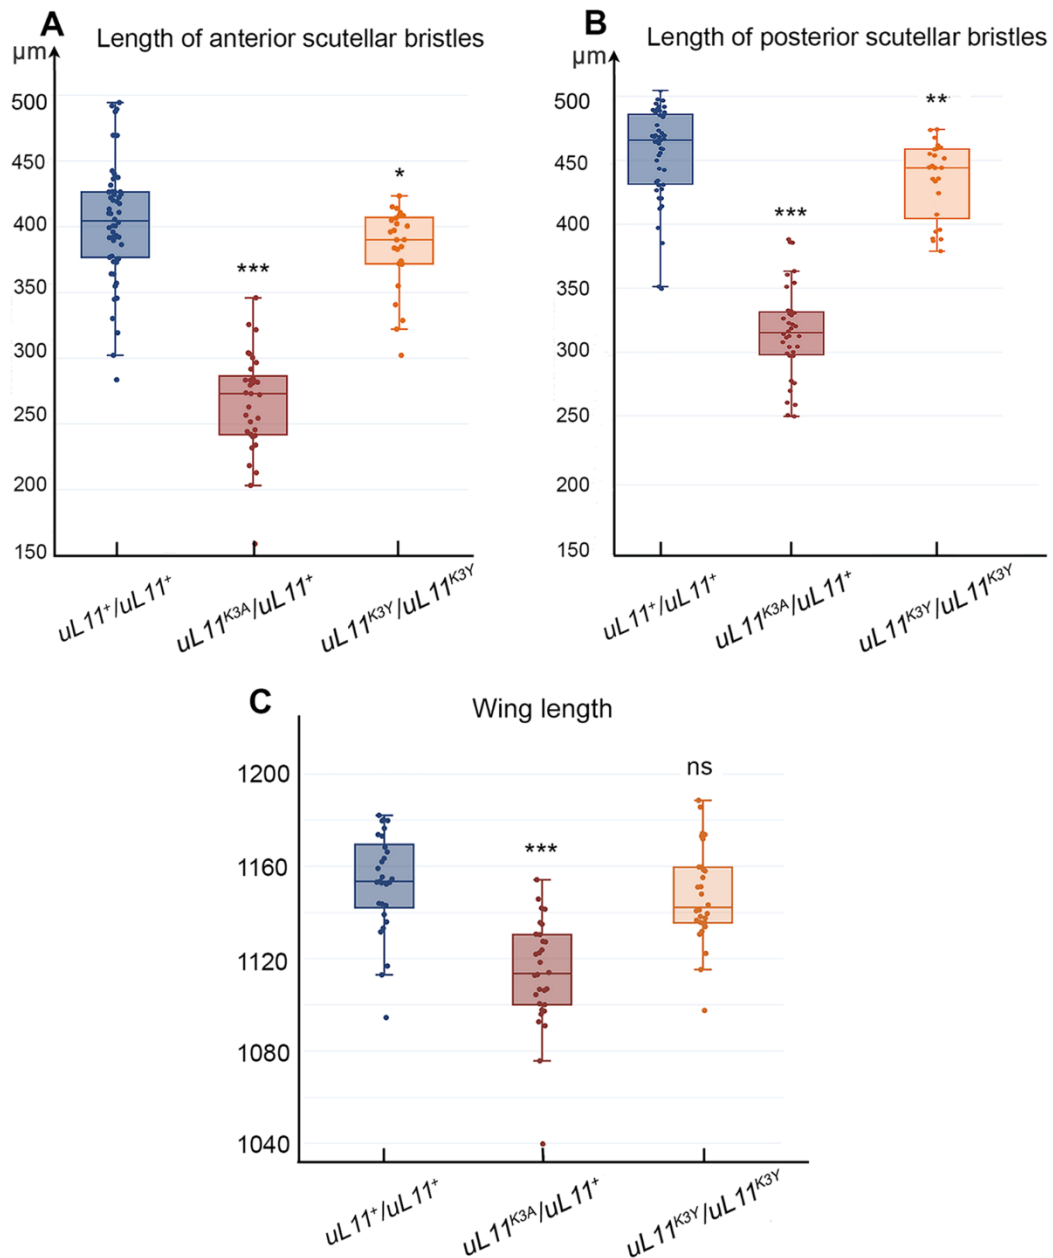 A
Length of anterior scutellar bristles
µm
500
450
400
350
300
250
200
150
*
***
uL11⁺/uL11⁺
uL11ᴷ³ᴬ/uL11⁺
uL11ᴷ³ʸ/uL11ᴷ³ʸ
B
Length of posterior scutellar bristles
µm
500
450
400
350
300
250
200
150
**
***
uL11⁺/uL11⁺
uL11ᴷ³ᴬ/uL11⁺
uL11ᴷ³ʸ/uL11ᴷ³ʸ
C
Wing length
1200
1160
1120
1080
1040
ns
***
uL11⁺/uL11⁺
uL11ᴷ³ᴬ/uL11⁺
uL11ᴷ³ʸ/uL11ᴷ³ʸ